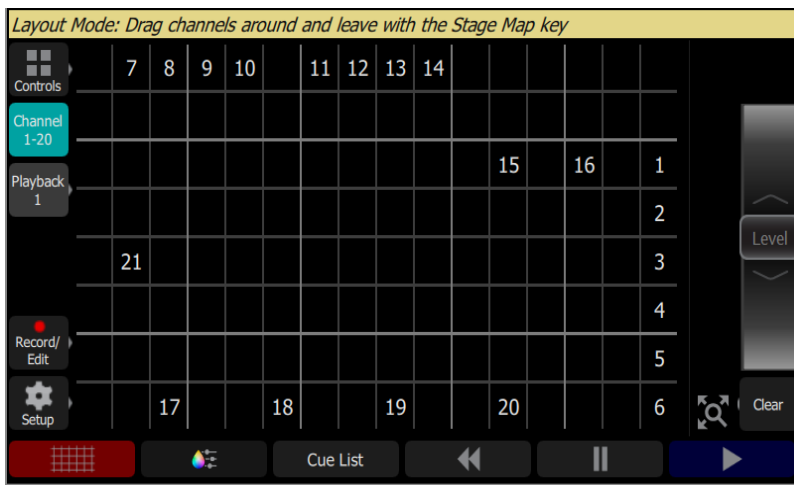 Layout Mode: Drag channels around and leave with the Stage Map key
Controls
7 8 9 10 11 12 13 14
Channel
1-20
15 16 1
Playback
1
2
Level
21 3
4
Record/
Edit
5
Setup
17 18 19 20 6
Clear
Cue List